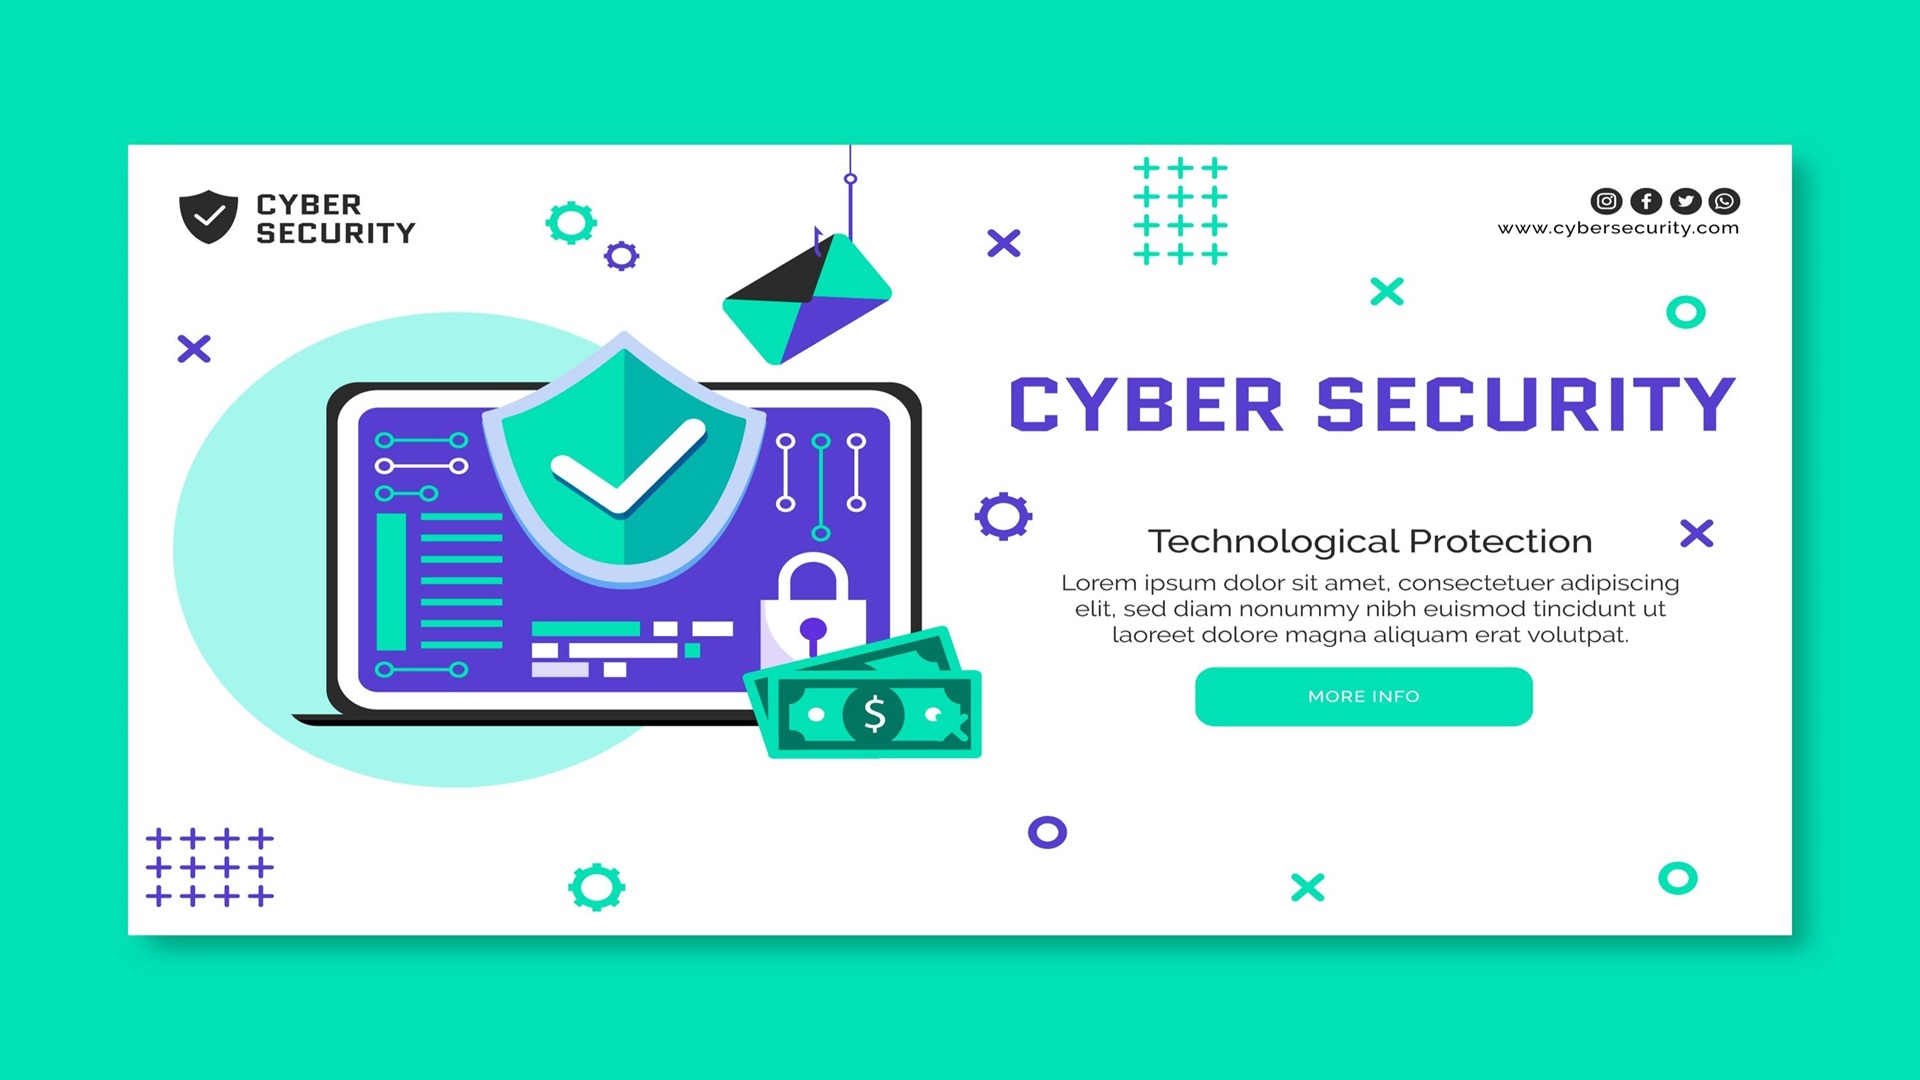 CYBER
SECURITY
www.cybersecurity.com
CYBER SECURITY
Technological Protection
Lorem ipsum dolor sit amet, consectetuer adipiscing
elit, sed diam nonummy nibh euismod tincidunt ut
laoreet dolore magna aliquam erat volutpat.
MORE INFO
$